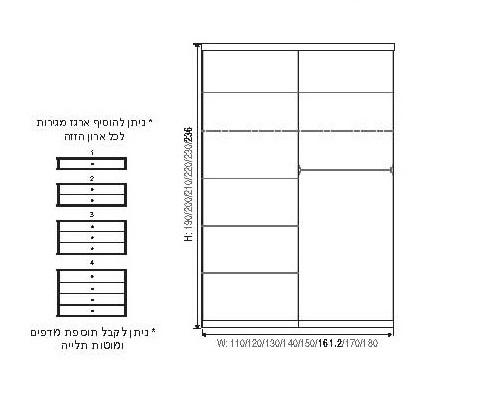 * ניתן להוסיף ארגז מגירות
לכל ארון הזזה
1
2
3
4
* ניתן לקבל תוספת מדפים
ומוטות תלייה
H: 190/200/210/220/230/236
W: 110/120/130/140/150/161.2/170/180